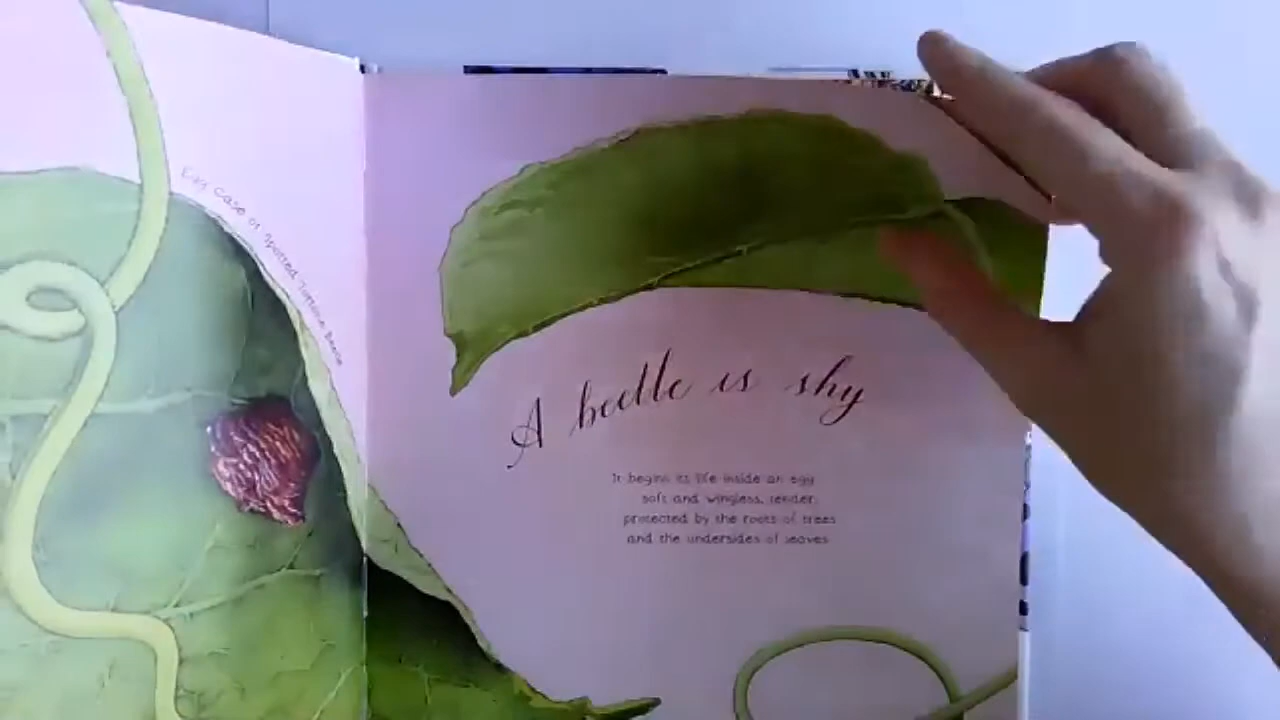 Egg case of spotted Tortoise Beetle
A beetle is shy
It begins its life inside an egg
soft and wingless, tender,
protected by the roots of trees
and the undersides of leaves